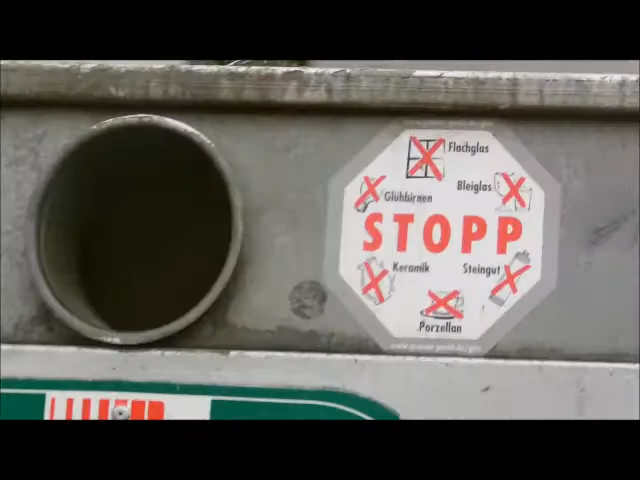 Flachglas
Bleiglas
Glühbirnen
STOPP
Keramik
Steingut
Porzellan